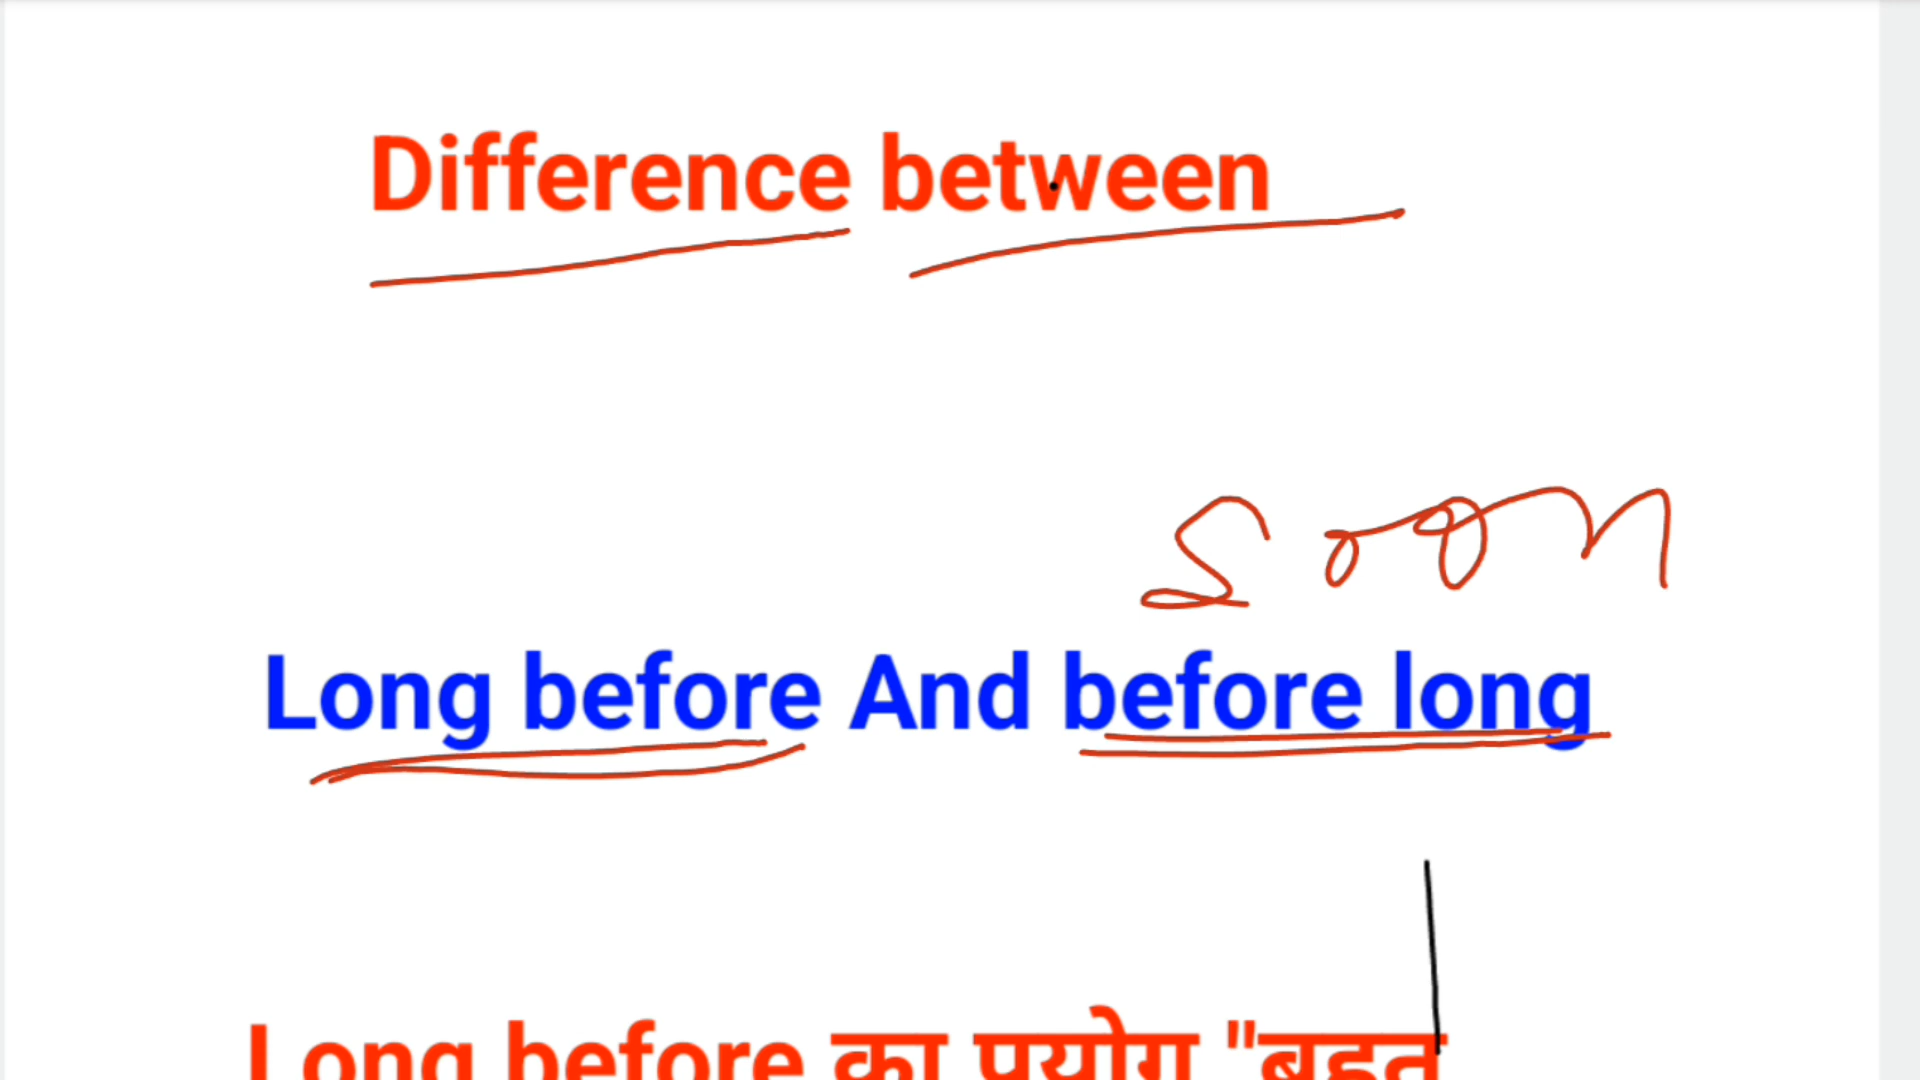 Difference between
soon
Long before And before long
Long before का प्रयोग "बहुत